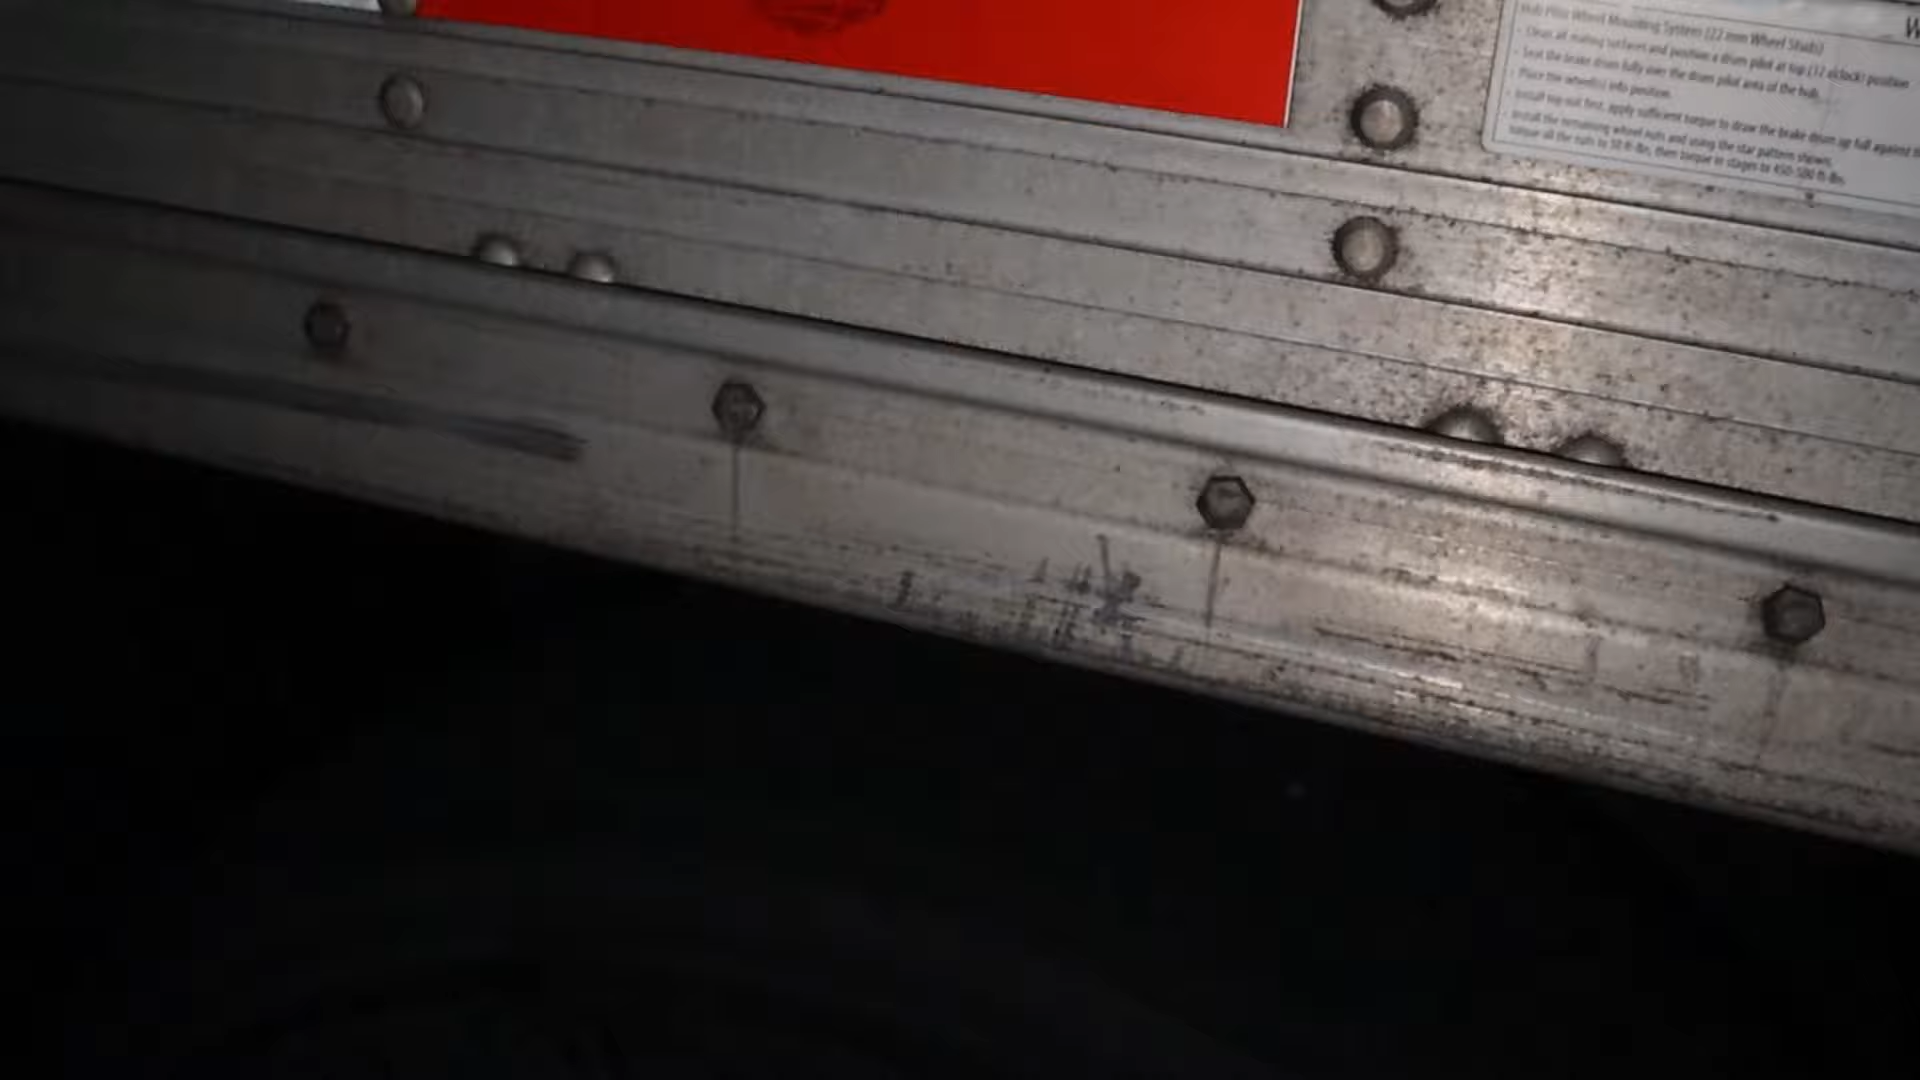 W
Hub Pilot Wheel Mounting System (22 mm Wheel Studs)
- Clean all mating surfaces and position a drum pilot at top (12 o'clock) position
- Seat the brake drum fully over the drum pilot area of the hub.
- Place the wheel(s) into position.
- Install top nut first, apply sufficient torque to draw the brake drum up full against
- Install the remaining wheel nuts and using the star pattern shown,
torque all the nuts to 50 ft-lbs, then torque in stages to 450-500 ft-lbs.